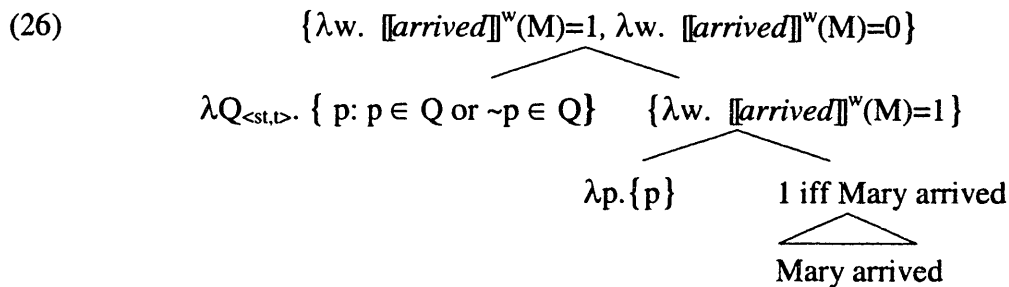 (26) {λw. [[arrived]]ʷ(M)=1, λw. [[arrived]]ʷ(M)=0}
λQ<st,t>. { p: p ∈ Q or ~p ∈ Q} {λw. [[arrived]]ʷ(M)=1}
λp.{p} 1 iff Mary arrived
Mary arrived